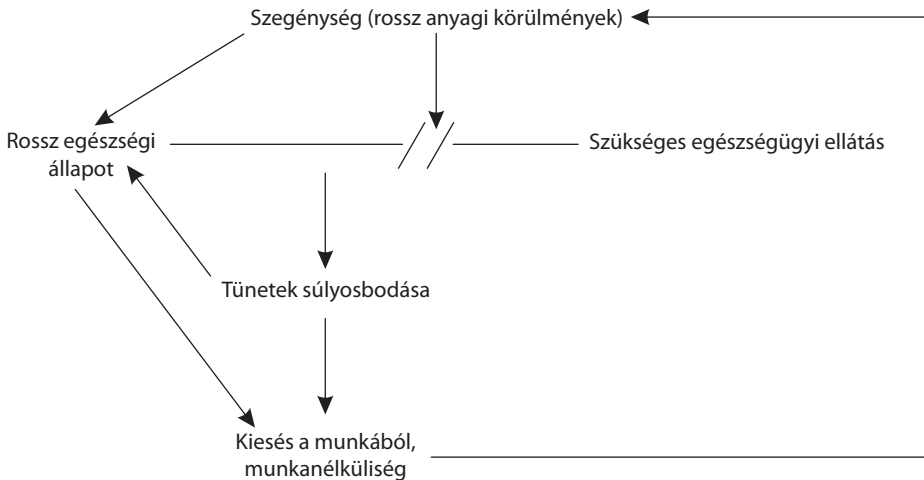 Szegénység (rossz anyagi körülmények)
Rossz egészségi
állapot
Szükséges egészségügyi ellátás
Tünetek súlyosbodása
Kiesés a munkából,
munkanélküliség